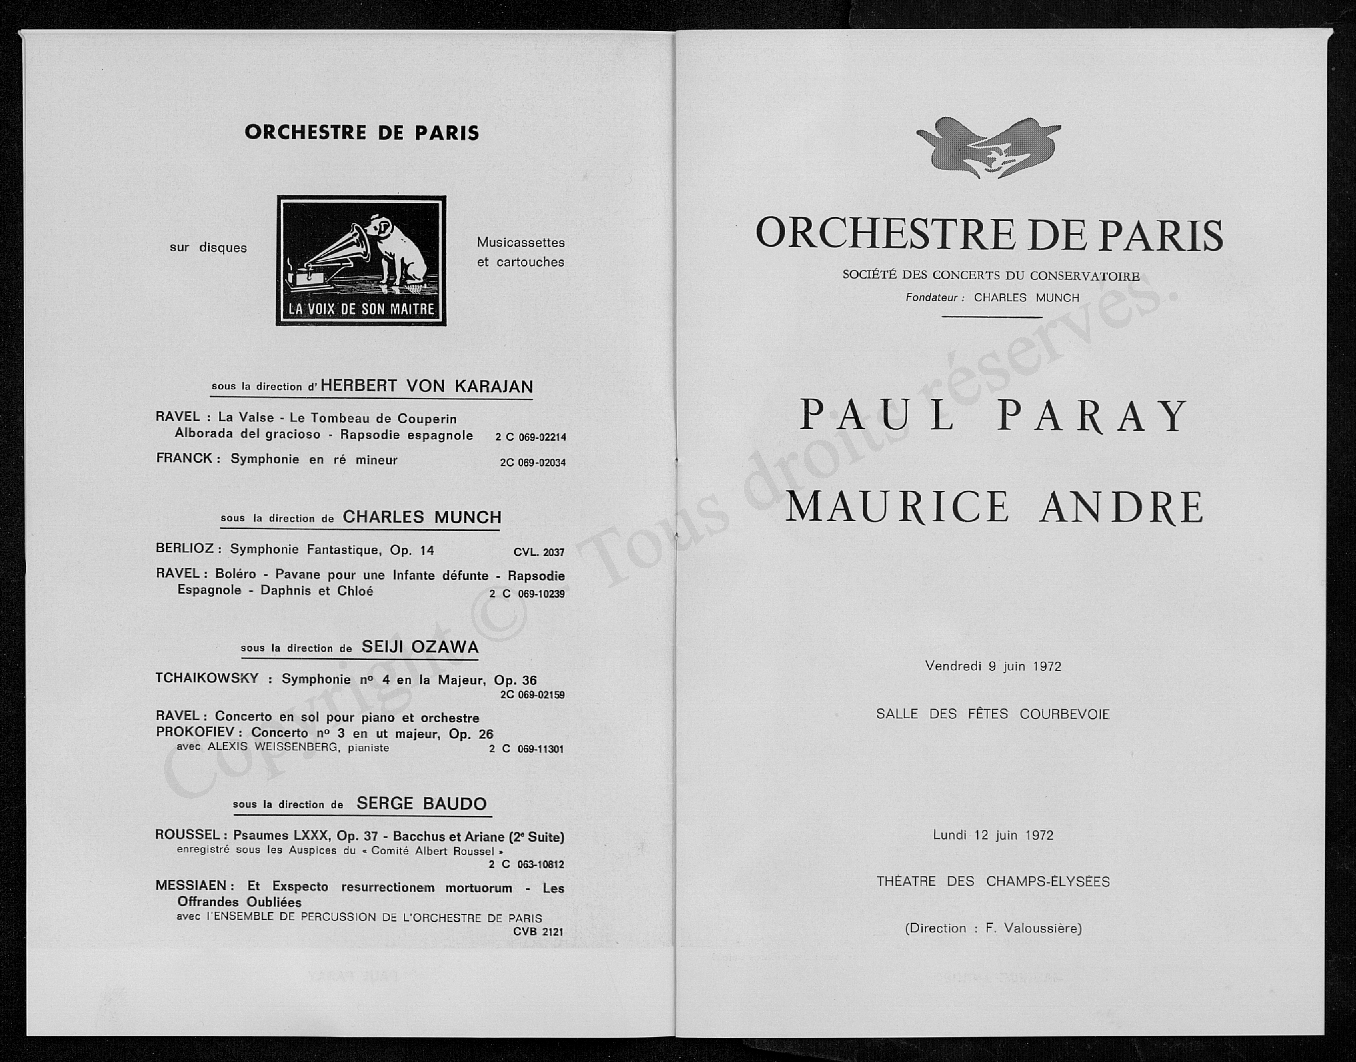 ORCHESTRE DE PARIS
sur disques
LA VOIX DE SON MAITRE
Musicassettes
et cartouches
sous la direction d' HERBERT VON KARAJAN
RAVEL : La Valse - Le Tombeau de Couperin
Alborada del gracioso - Rapsodie espagnole 2 C 069-02214
FRANCK : Symphonie en ré mineur 2C 069-02034
sous la direction de CHARLES MUNCH
BERLIOZ : Symphonie Fantastique, Op. 14 CVL. 2037
RAVEL : Boléro - Pavane pour une Infante défunte - Rapsodie
Espagnole - Daphnis et Chloé 2 C 069-10239
sous la direction de SEIJI OZAWA
TCHAIKOWSKY : Symphonie nº 4 en la Majeur, Op. 36
2C 069-02159
RAVEL : Concerto en sol pour piano et orchestre
PROKOFIEV : Concerto nº 3 en ut majeur, Op. 26
avec ALEXIS WEISSENBERG, pianiste 2 C 069-11301
sous la direction de SERGE BAUDO
ROUSSEL : Psaumes LXXX, Op. 37 - Bacchus et Ariane (2e Suite)
enregistré sous les Auspices du « Comité Albert Roussel »
2 C 063-10812
MESSIAEN : Et Exspecto resurrectionem mortuorum - Les
Offrandes Oubliées
avec l'ENSEMBLE DE PERCUSSION DE L'ORCHESTRE DE PARIS
CVB 2121
ORCHESTRE DE PARIS
SOCIÉTÉ DES CONCERTS DU CONSERVATOIRE
Fondateur : CHARLES MUNCH
PAUL PARAY
MAURICE ANDRE
Vendredi 9 juin 1972
SALLE DES FÊTES COURBEVOIE
Lundi 12 juin 1972
THÉATRE DES CHAMPS-ÉLYSÉES
(Direction : F. Valoussière)
Copyright © - Tous droits réservés.